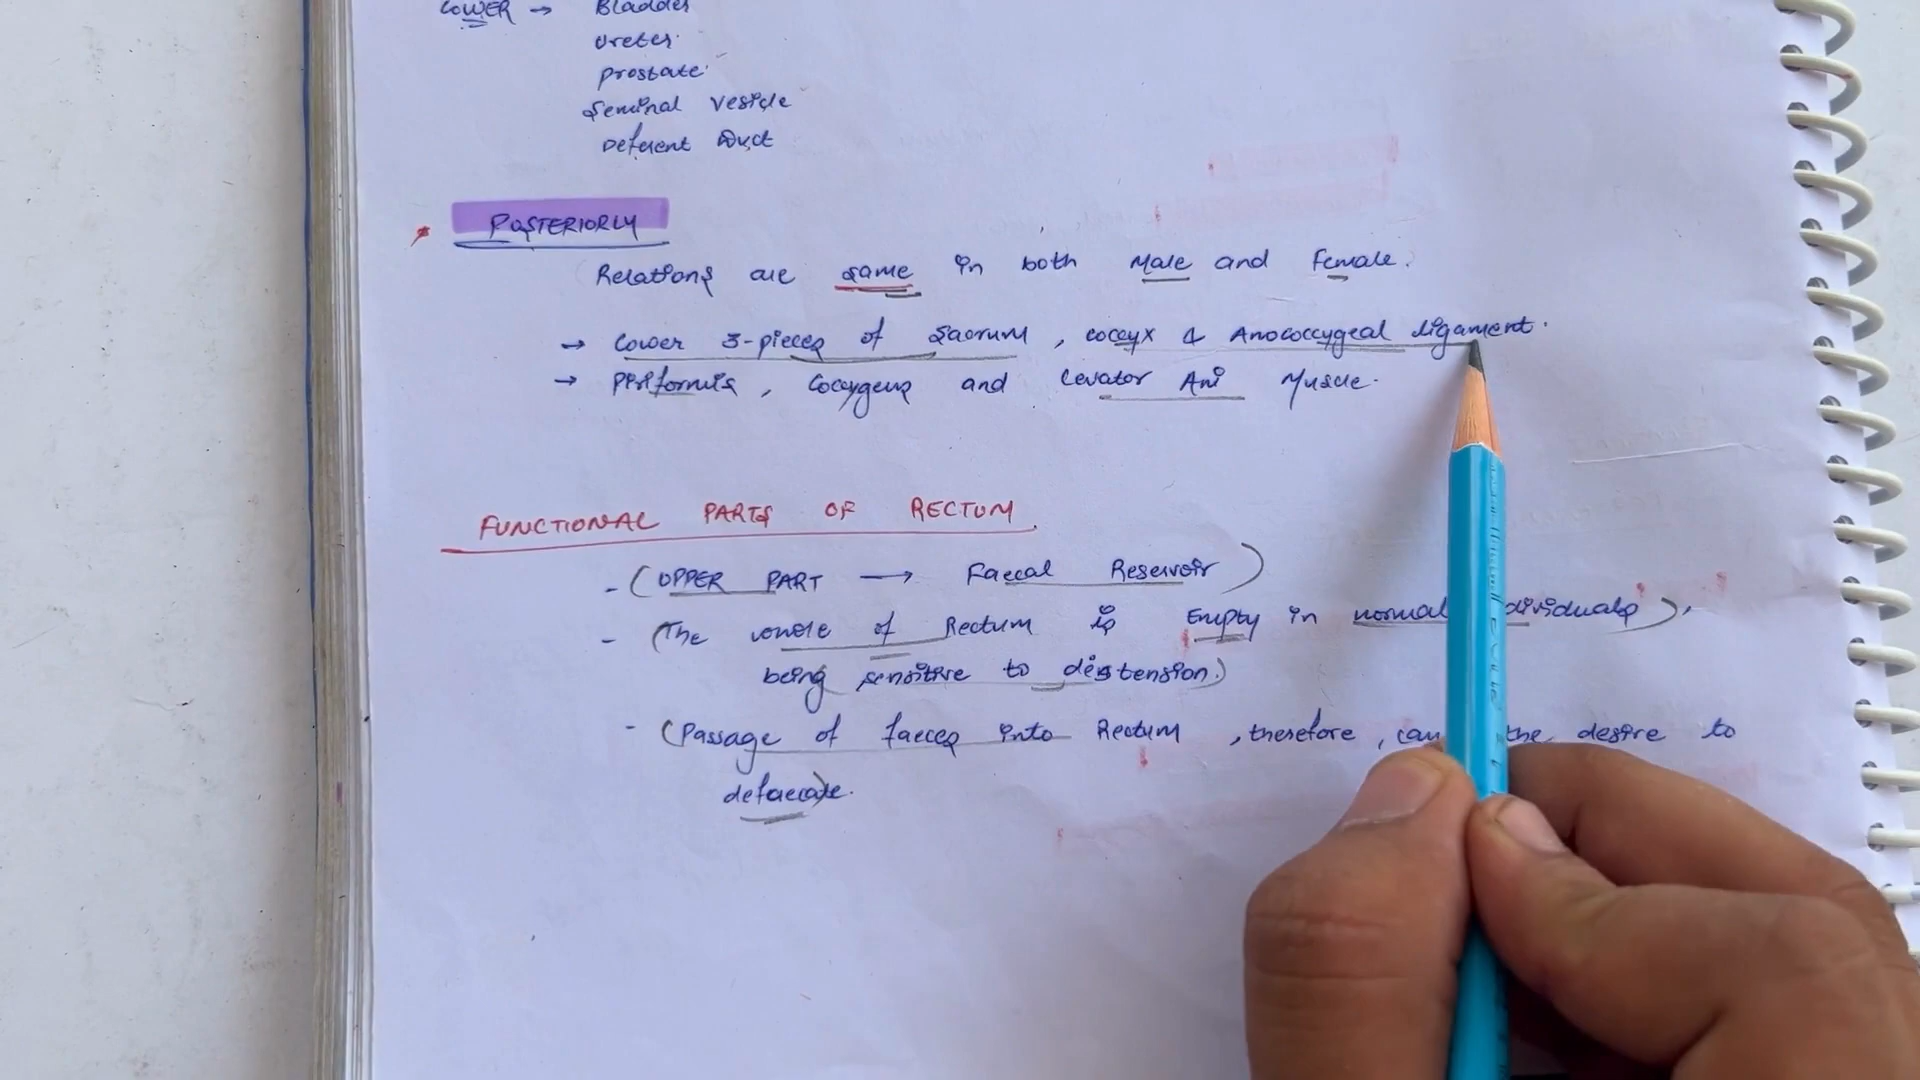 LOWER → Bladder
Ureter.
prostate.
Seminal vesicle
Deferent Duct
POSTERIORLY
Relations are same in both Male and Female.
→ Lower 3-pieces of Sacrum, coccyx & Anococcygeal ligament.
→ Piriformis, Coccygeus and Levator Ani Muscle.
FUNCTIONAL PARTS OF RECTUM.
- (UPPER PART → Faecal Reservoir)
- (The whole of Rectum is Empty in normal dividuals),
being sensitive to distension.)
- (Passage of faeces into Rectum, therefore, cau the desire to
defaecate.